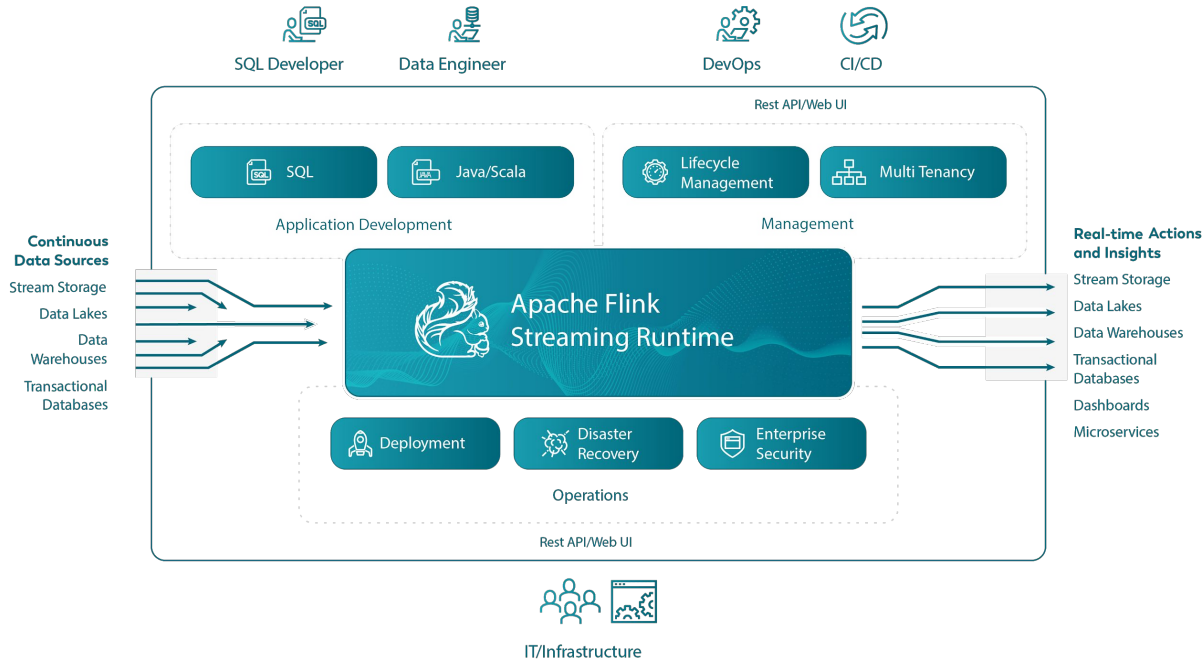 SQL
SQL Developer
Data Engineer
DevOps
CI/CD
Rest API/Web UI
SQL
SQL
JAVA
Java/Scala
Application Development
Lifecycle
Management
Multi Tenancy
Management
Continuous
Data Sources
Stream Storage
Data Lakes
Data
Warehouses
Transactional
Databases
Apache Flink
Streaming Runtime
Real-time Actions
and Insights
Stream Storage
Data Lakes
Data Warehouses
Transactional
Databases
Dashboards
Microservices
Deployment
Disaster
Recovery
Enterprise
Security
Operations
Rest API/Web UI
IT/Infrastructure